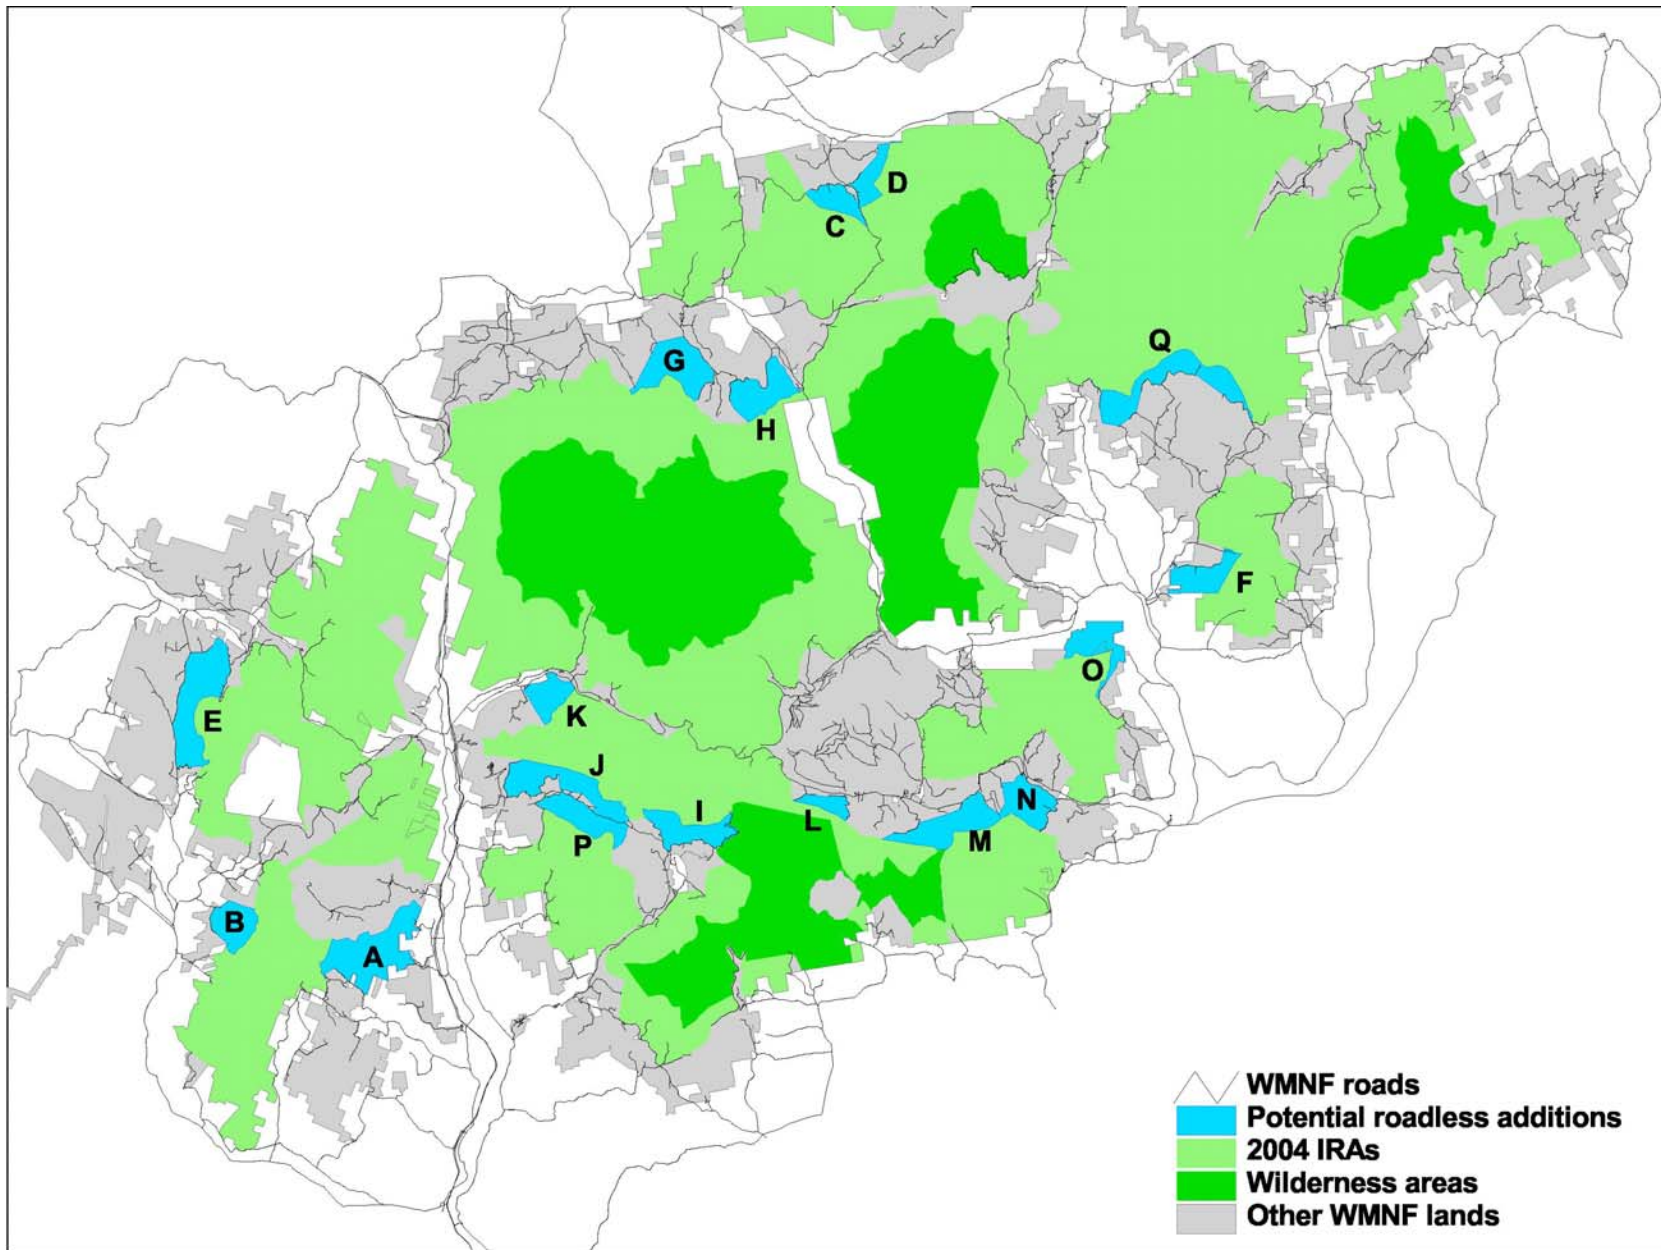 D
C
Q
G
H
F
O
E
K
J
I
N
L
P
M
B
A
WMNF roads
Potential roadless additions
2004 IRAs
Wilderness areas
Other WMNF lands